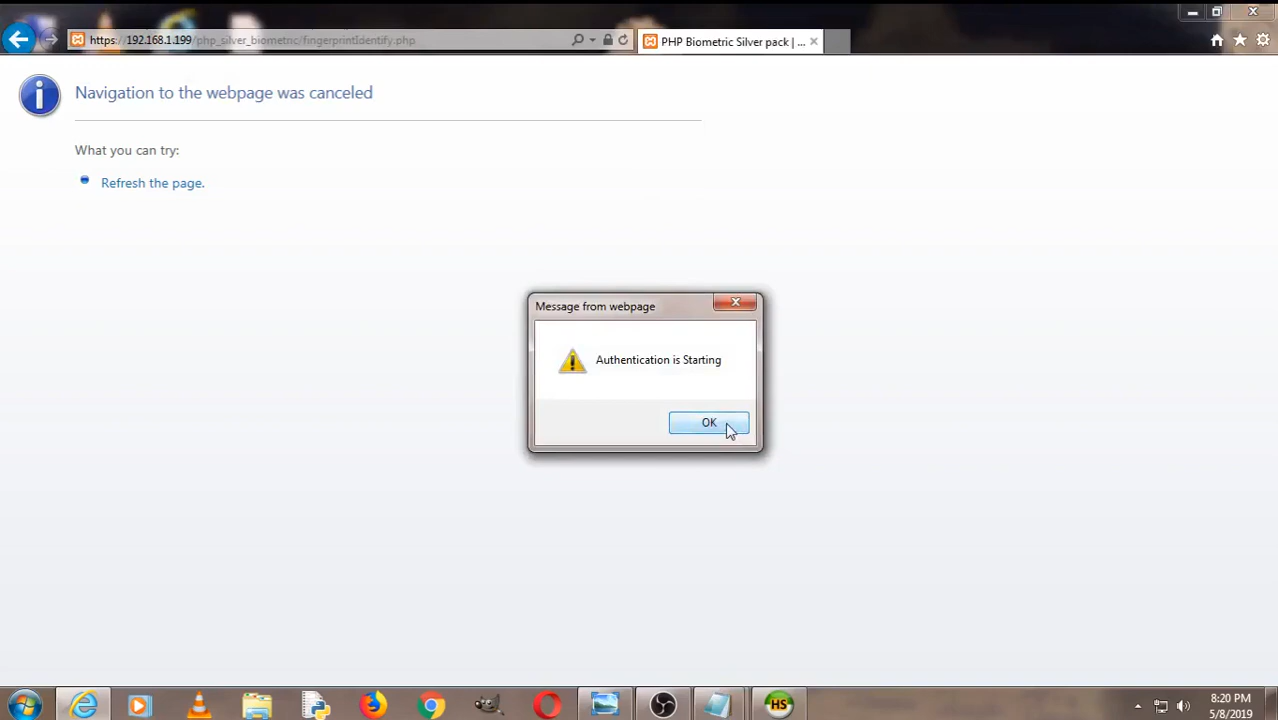 https://192.168.1.199/php_silver_biometric/fingerprintIdentify.php
PHP Biometric Silver pack | ...
Navigation to the webpage was canceled
What you can try:
Refresh the page.
Message from webpage
Authentication is Starting
OK
HS
8:20 PM
5/8/2019